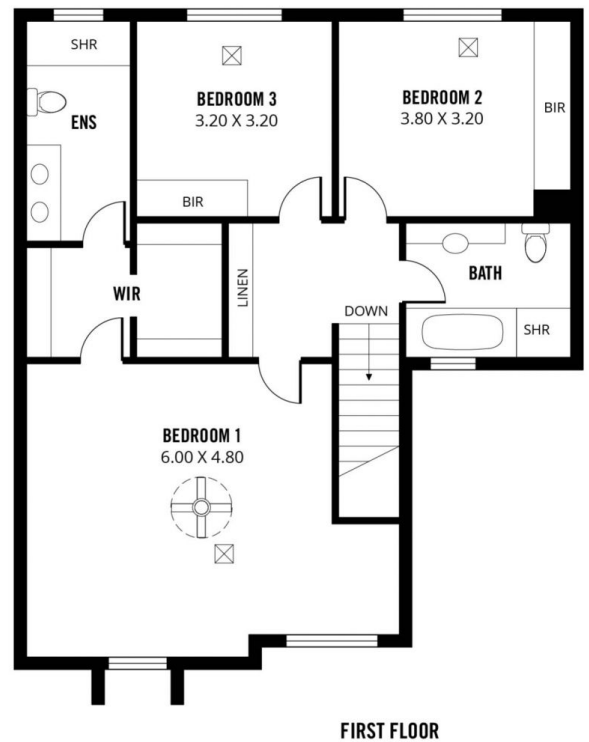 SHR
ENS
BEDROOM 3
3.20 X 3.20
BIR
BEDROOM 2
3.80 X 3.20
BIR
WIR
LINEN
DOWN
BATH
SHR
BEDROOM 1
6.00 X 4.80
FIRST FLOOR